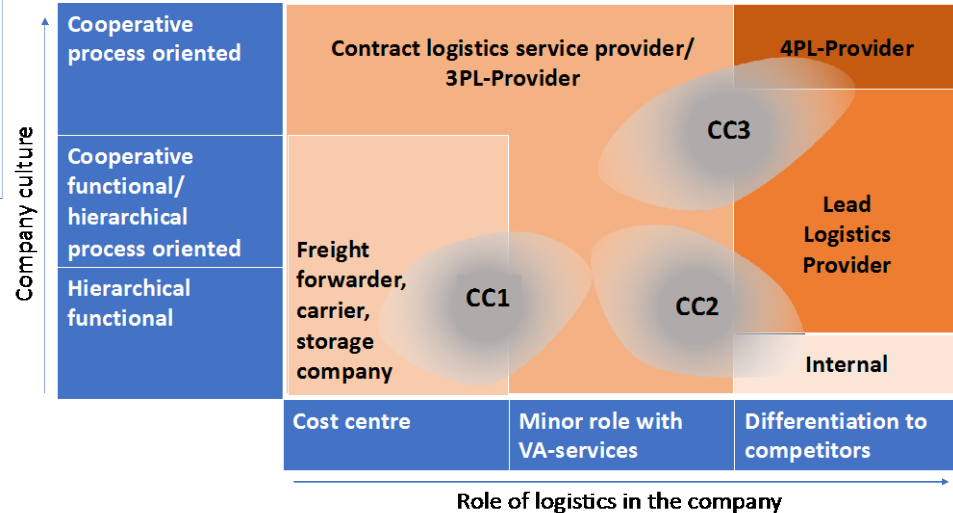 Company culture
Cooperative
process oriented
Cooperative
functional/
hierarchical
process oriented
Hierarchical
functional
Contract logistics service provider/
3PL-Provider
4PL-Provider
CC3
Lead
Logistics
Provider
Freight
forwarder,
carrier,
storage
company
CC1
CC2
Internal
Cost centre
Minor role with
VA-services
Differentiation to
competitors
Role of logistics in the company